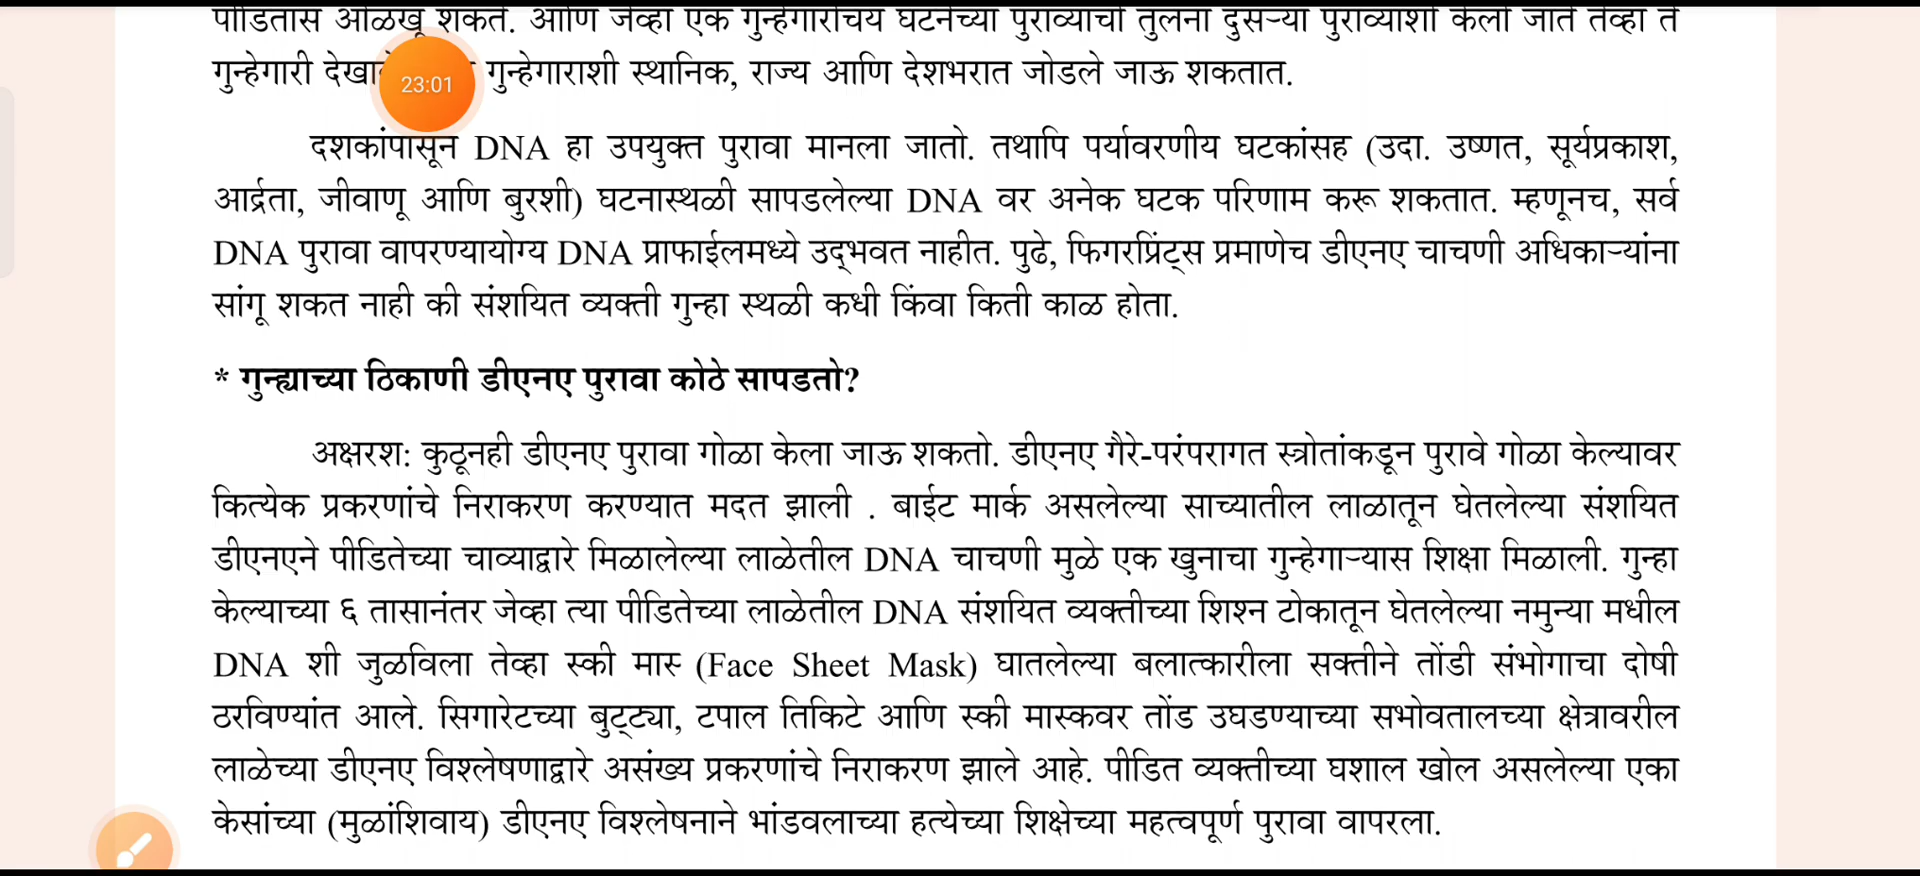 पीडितास ओळखू शकते. आणि जेव्हा एक गुन्हेगारीचय घटनेच्या पुराव्याची तुलना दुसऱ्या पुराव्याशी केली जाते तेव्हा ते
गुन्हेगारी गुन्हेगाराशी स्थानिक, राज्य आणि देशभरात जोडले जाऊ शकतात.
23:01
दशकांपासून DNA हा उपयुक्त पुरावा मानला जातो. तथापि पर्यावरणीय घटकांसह (उदा. उष्णत, सूर्यप्रकाश,
आर्द्रता, जीवाणू आणि बुरशी) घटनास्थळी सापडलेल्या DNA वर अनेक घटक परिणाम करू शकतात. म्हणूनच, सर्व
DNA पुरावा वापरण्यायोग्य DNA प्राफाईलमध्ये उद्‌भवत नाहीत. पुढे, फिगरप्रिंट्स प्रमाणेच डीएनए चाचणी अधिकाऱ्यांना
सांगू शकत नाही की संशयित व्यक्ती गुन्हा स्थळी कधी किंवा किती काळ होता.
* गुन्ह्याच्या ठिकाणी डीएनए पुरावा कोठे सापडतो?
अक्षरश: कुठूनही डीएनए पुरावा गोळा केला जाऊ शकतो. डीएनए गैरे-परंपरागत स्त्रोतांकडून पुरावे गोळा केल्यावर
कित्येक प्रकरणांचे निराकरण करण्यात मदत झाली . बाईट मार्क असलेल्या साच्यातील लाळातून घेतलेल्या संशयित
डीएनएने पीडितेच्या चाव्याद्वारे मिळालेल्या लाळेतील DNA चाचणी मुळे एक खुनाचा गुन्हेगाऱ्यास शिक्षा मिळाली. गुन्हा
केल्याच्या ६ तासानंतर जेव्हा त्या पीडितेच्या लाळेतील DNA संशयित व्यक्तीच्या शिश्न टोकातून घेतलेल्या नमुन्या मधील
DNA शी जुळविला तेव्हा स्की मास्‍ (Face Sheet Mask) घातलेल्या बलात्कारीला सक्तीने तोंडी संभोगाचा दोषी
ठरविण्यांत आले. सिगारेटच्या बुट्ट्या, टपाल तिकिटे आणि स्की मास्कवर तोंड उघडण्याच्या सभोवतालच्या क्षेत्रावरील
लाळेच्या डीएनए विश्लेषणाद्वारे असंख्य प्रकरणांचे निराकरण झाले आहे. पीडित व्यक्तीच्या घशाल खोल असलेल्या एका
केसांच्या (मुळांशिवाय) डीएनए विश्लेषनाने भांडवलाच्या हत्येच्या शिक्षेच्या महत्वपूर्ण पुरावा वापरला.